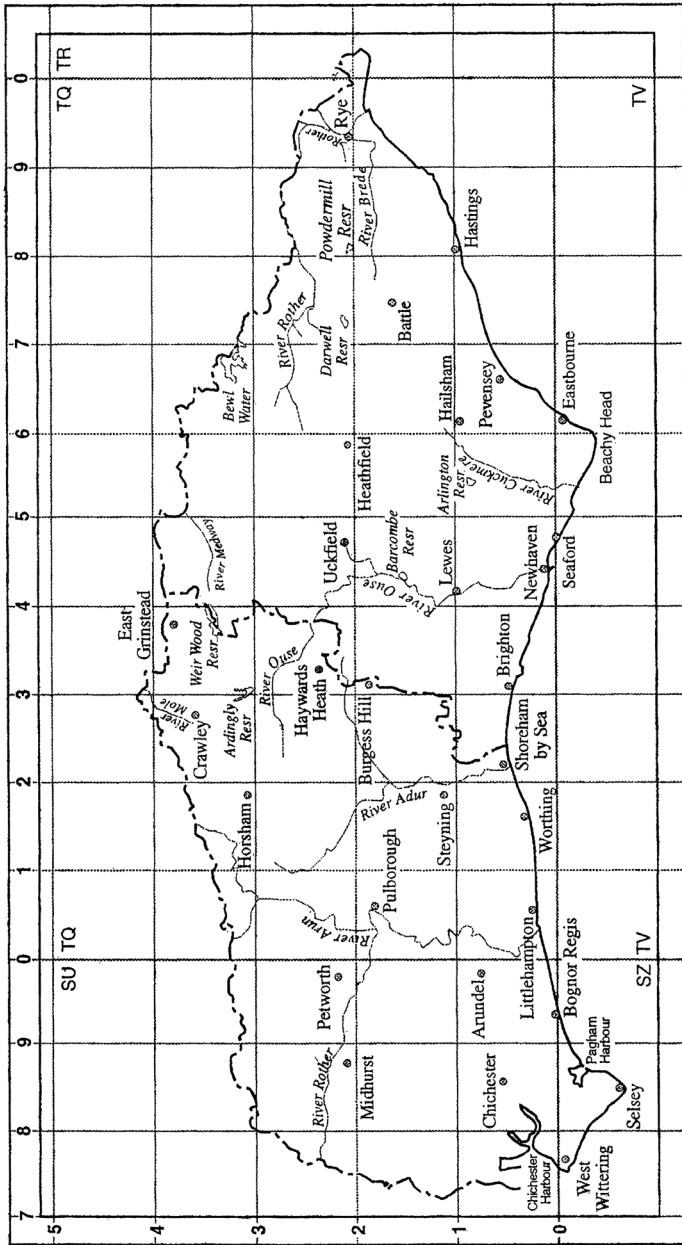 SU TQ
TQ TR
SZ TV
TV
5
4
3
2
1
0
7
8
9
0
1
2
3
4
5
6
7
8
9
0
East
Grinstead
River
Mole
Crawley
Weir Wood
Resr
River Medway
Ardingly
Resr
Horsham
River Ouse
Haywards
Heath
Bewl
Water
River Rother
Darwell
Resr
Powdermill
Resr
Rother
Rye
River Brede
Battle
Hastings
River Rother
Midhurst
Petworth
River Arun
Pulborough
River Adur
Burgess Hill
Steyning
Uckfield
Barcombe
Resr
River Ouse
Lewes
Heathfield
Arlington
Resr
River Cuckmere
Hailsham
Pevensey
Eastbourne
Beachy Head
Newhaven
Seaford
Brighton
Shoreham
by Sea
Worthing
Arundel
Littlehampton
Bognor Regis
Chichester
Chichester
Harbour
Pagham
Harbour
West
Wittering
Selsey